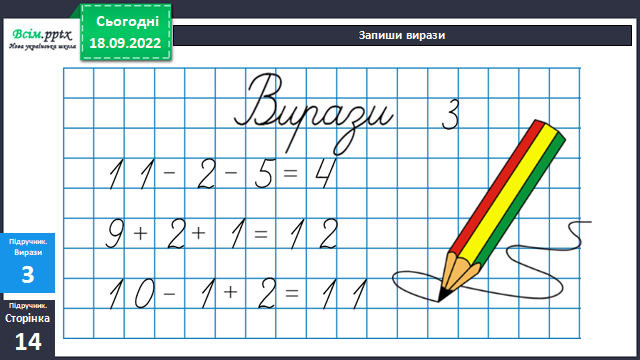 Всім.pptx
Нова українська школа
Сьогодні
18.09.2022
Запиши вирази
Вирази 3
11 - 2 - 5 = 4
9 + 2 + 1 = 12
10 - 1 + 2 = 11
Підручник.
Вирази
3
Підручник.
Сторінка
14